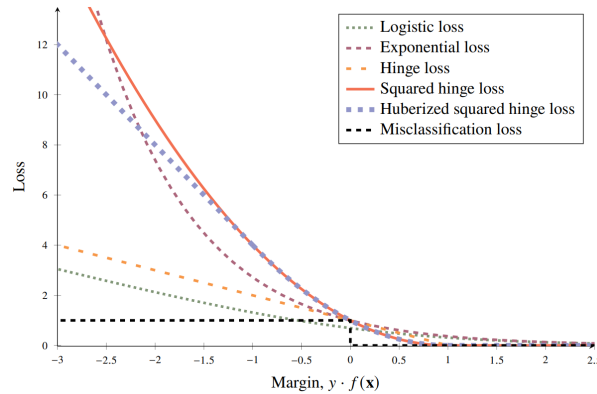 Logistic loss
Exponential loss
Hinge loss
Squared hinge loss
Huberized squared hinge loss
Misclassification loss
Loss
12
10
8
6
4
2
0
−3 −2.5 −2 −1.5 −1 −0.5 0 0.5 1 1.5 2 2.5
Margin, y · f(x)